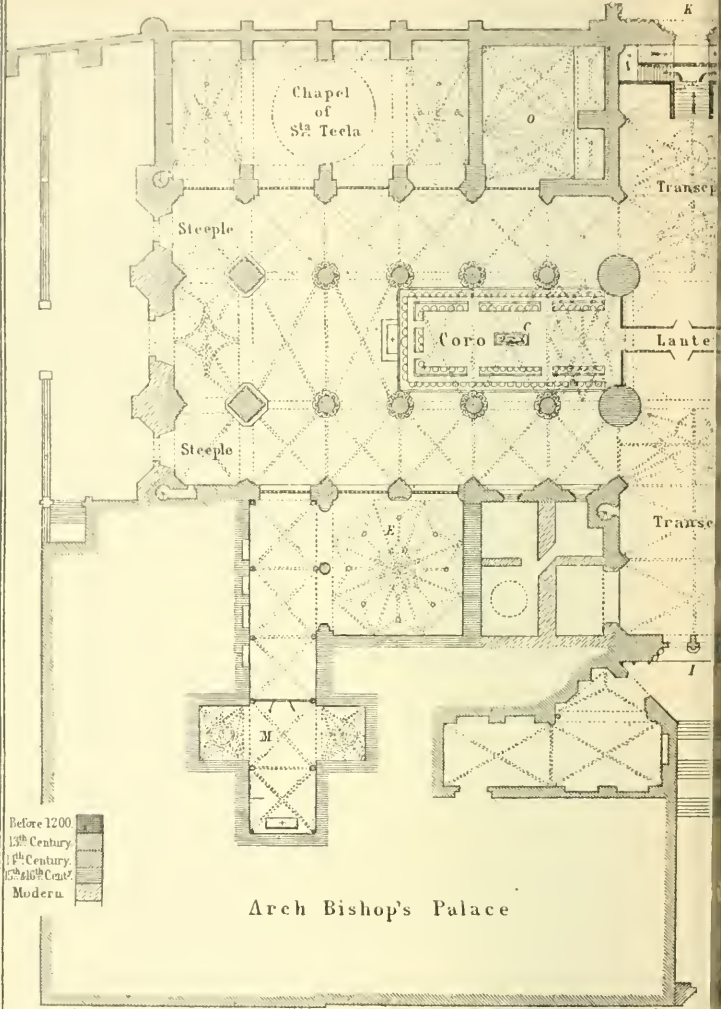 K
Chapel
of
Sta Tecla
O
Transep
Steeple
C
Coro
Lante
Steeple
E
Transe
I
M
Before 1200.
13th Century.
14th Century.
15th & 16th Centy.
Modern
Arch Bishop's Palace